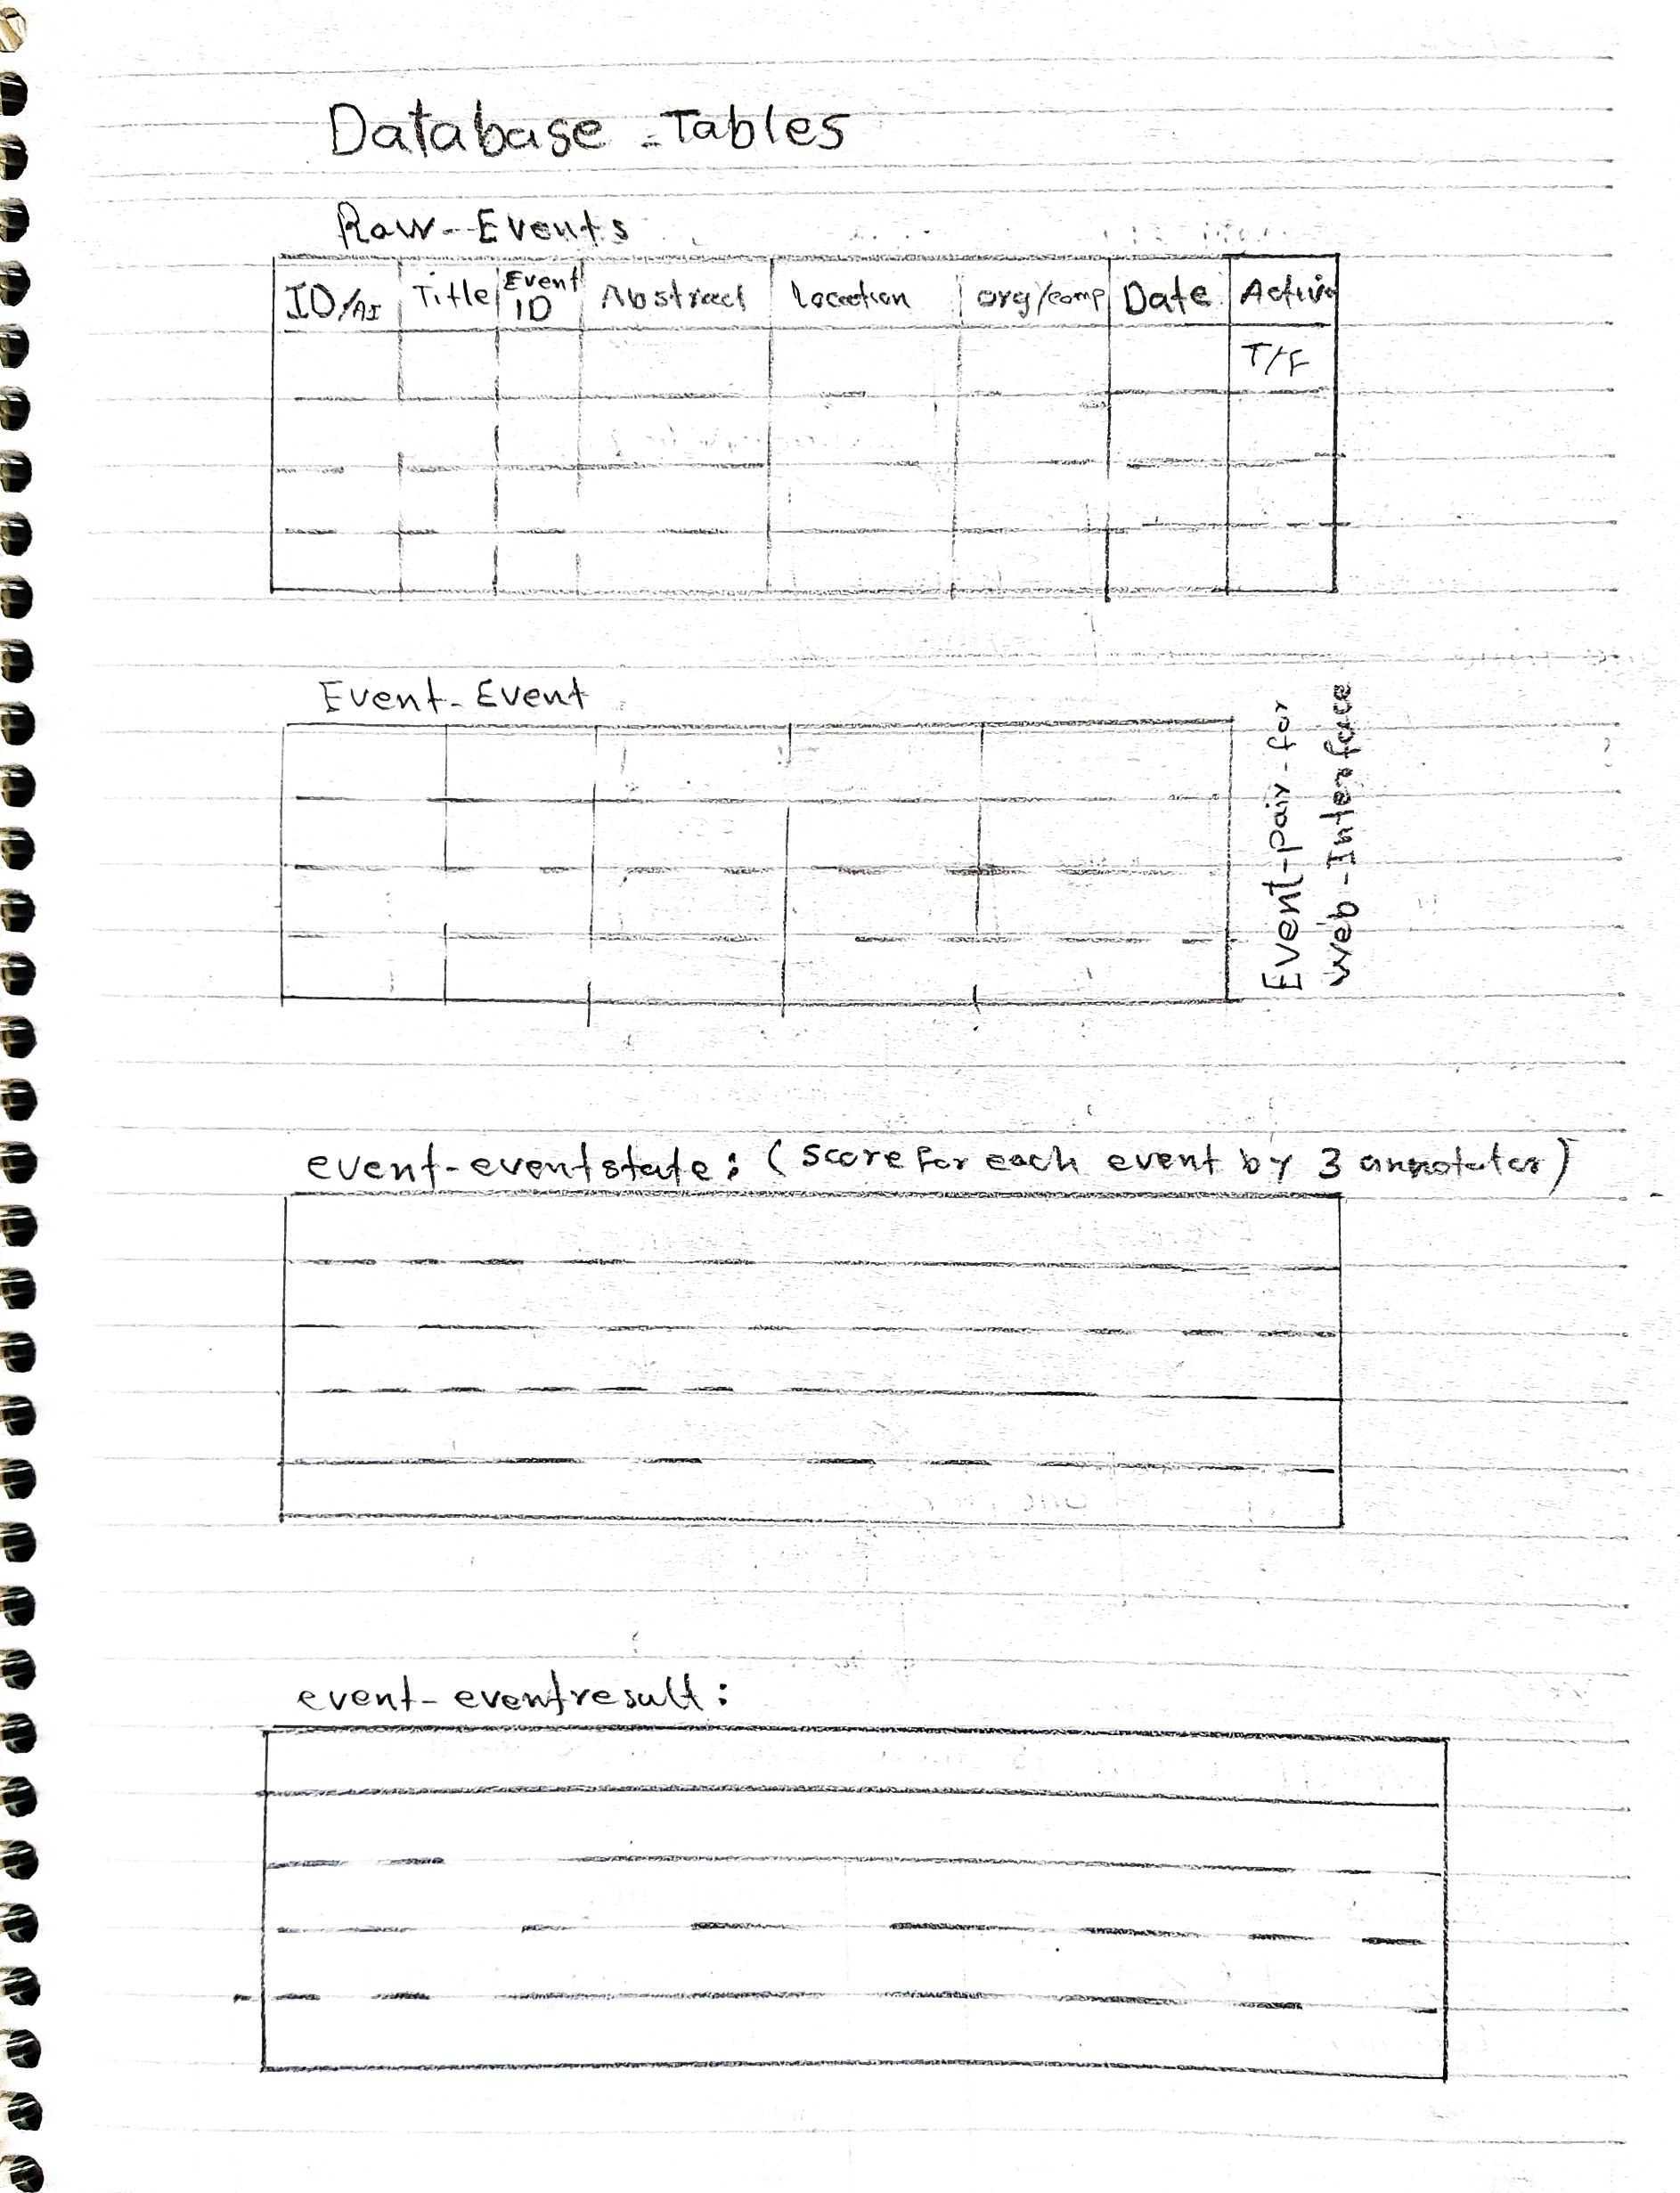 Database - Tables
Raw - Events
ID/AI Title Event ID Abstract Location org/comp Date Active
T/F
Event - Event
Event - Pair - for
Web - Interface
event - eventstate: (Score for each event by 3 annotator)
event - eventresult: